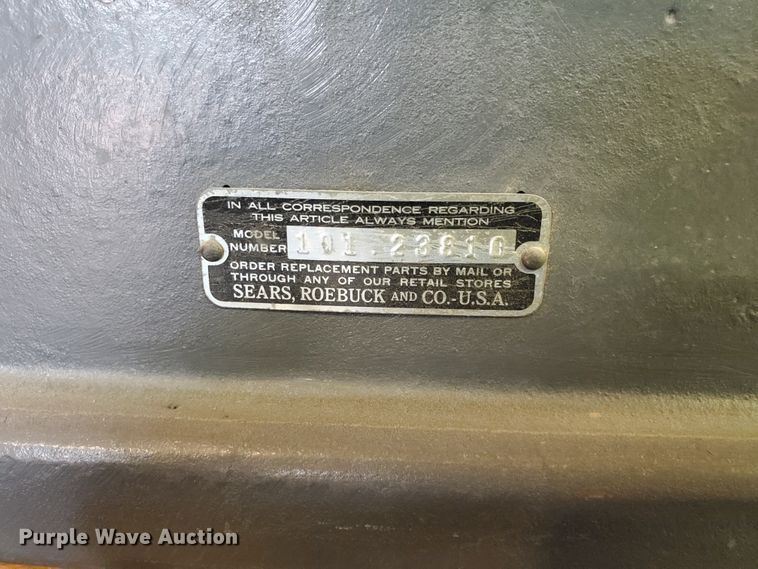 IN ALL CORRESPONDENCE REGARDING
THIS ARTICLE ALWAYS MENTION
MODEL
NUMBER 101.23810
ORDER REPLACEMENT PARTS BY MAIL OR
THROUGH ANY OF OUR RETAIL STORES
SEARS, ROEBUCK AND CO.-U.S.A.
Purple Wave Auction